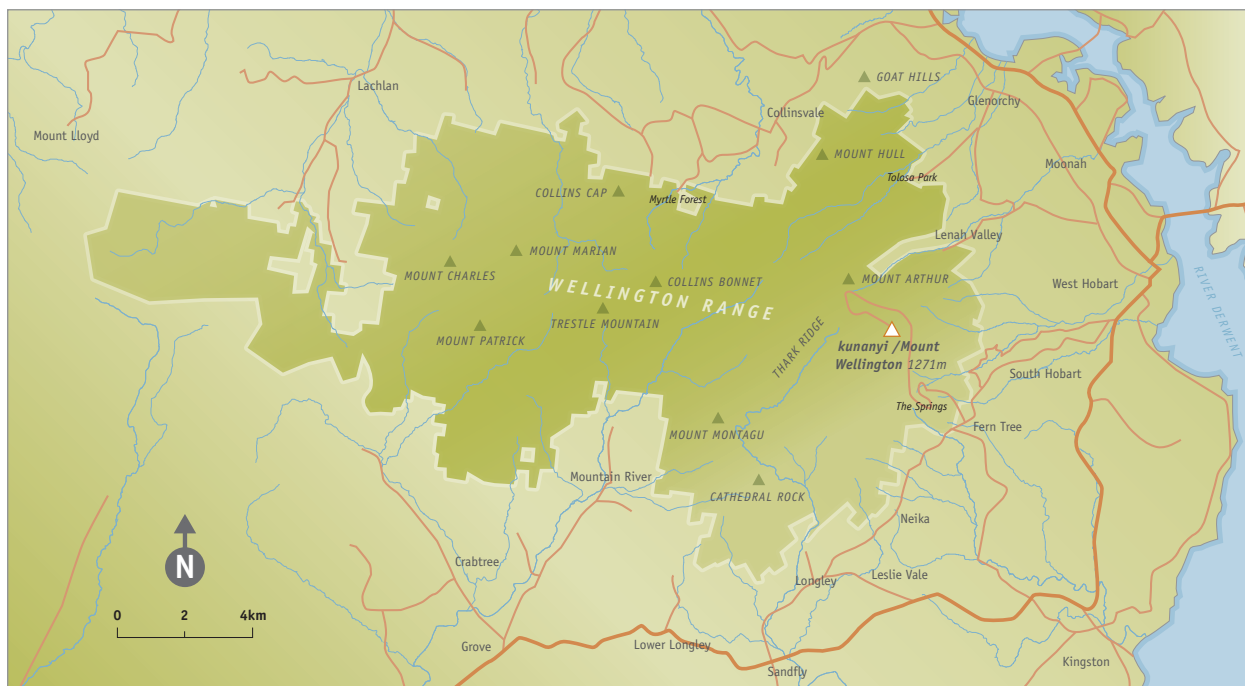 GOAT HILLS
Lachlan
Glenorchy
Collinsvale
Mount Lloyd
MOUNT HULL
Moonah
Tolosa Park
COLLINS CAP
Myrtle Forest
Lenah Valley
MOUNT MARIAN
MOUNT CHARLES
COLLINS BONNET
MOUNT ARTHUR
West Hobart
WELLINGTON RANGE
RIVER DERWENT
TRESTLE MOUNTAIN
MOUNT PATRICK
THARK RIDGE
kunanyi /Mount
Wellington 1271m
South Hobart
The Springs
Fern Tree
MOUNT MONTAGU
Mountain River
CATHEDRAL ROCK
Neika
N
Crabtree
Longley
Leslie Vale
0 2 4km
Grove
Lower Longley
Kingston
Sandfly